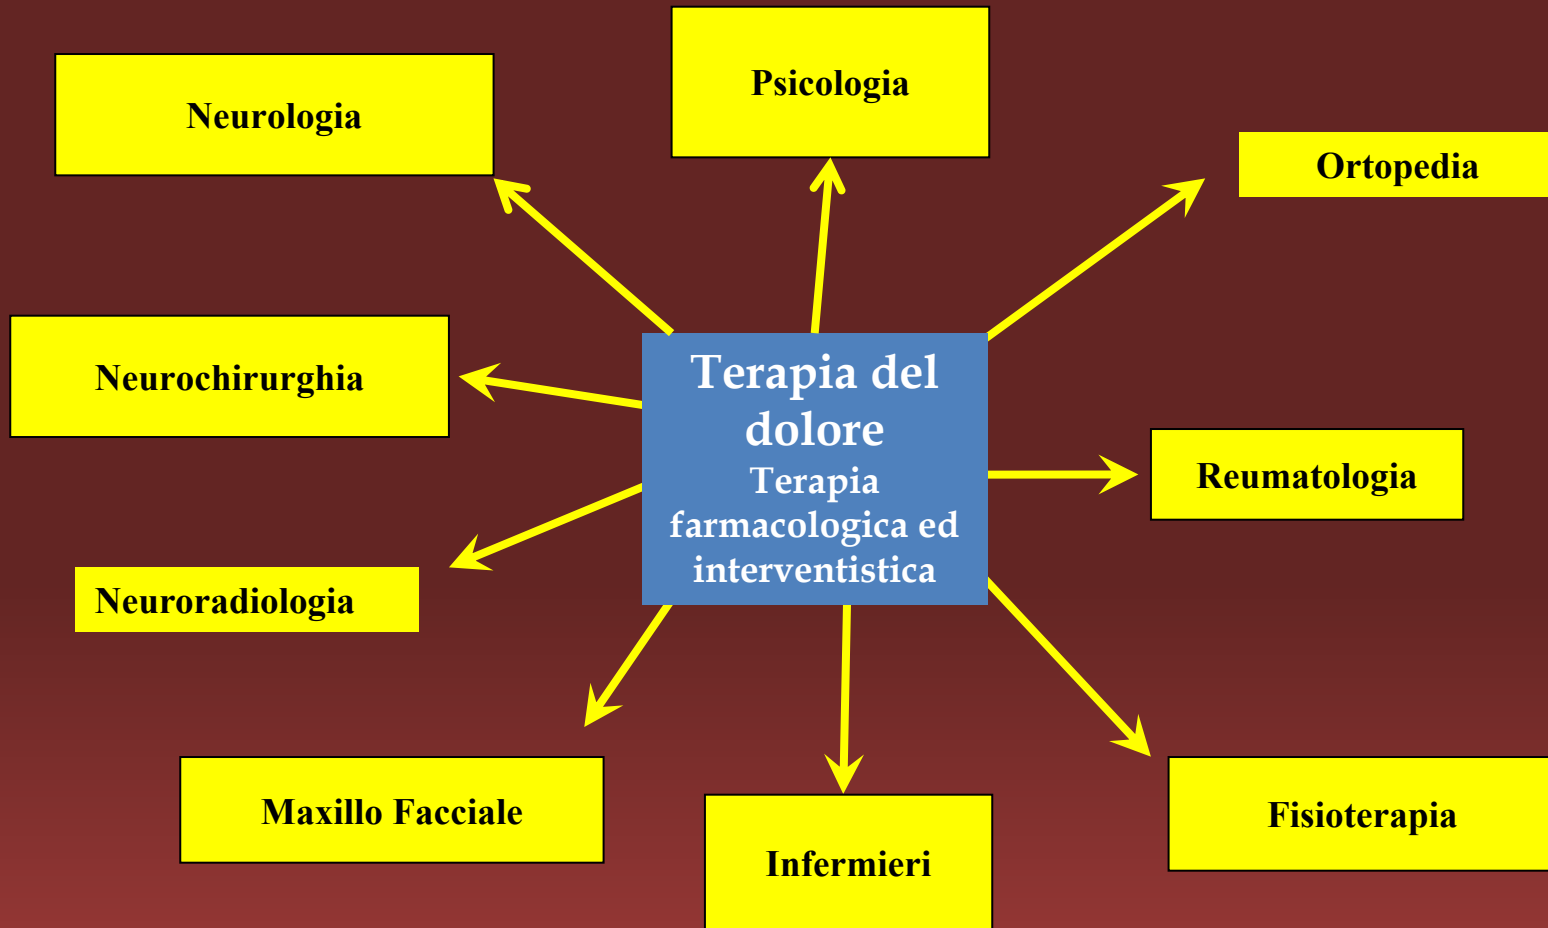 Psicologia
Neurologia
Ortopedia
Neurochirurghia
Terapia del
dolore
Terapia
farmacologica ed
interventistica
Reumatologia
Neuroradiologia
Maxillo Facciale
Fisioterapia
Infermieri